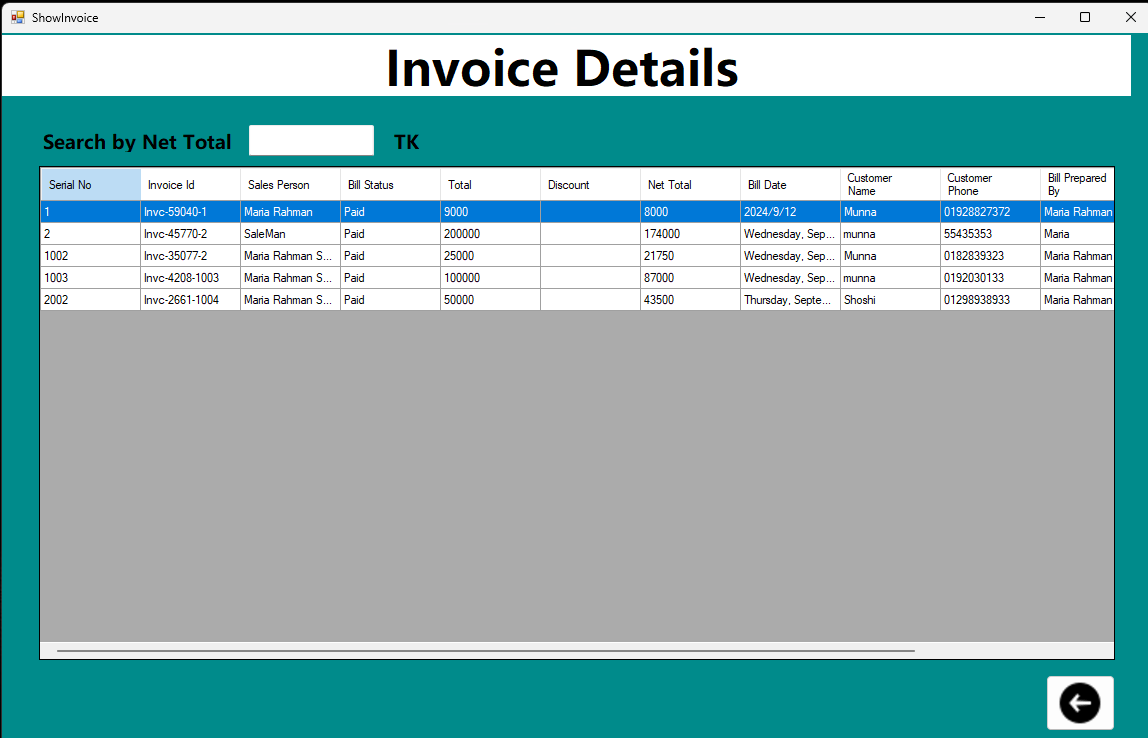 ShowInvoice
Invoice Details
Search by Net Total TK
Serial No Invoice Id Sales Person Bill Status Total Discount Net Total Bill Date Customer Name Customer Phone Bill Prepared By
1 Invc-59040-1 Maria Rahman Paid 9000 8000 2024/9/12 Munna 01928827372 Maria Rahman
2 Invc-45770-2 SaleMan Paid 200000 174000 Wednesday, Sep... munna 55435353 Maria
1002 Invc-35077-2 Maria Rahman S... Paid 25000 21750 Wednesday, Sep... Munna 0182839323 Maria Rahman
1003 Invc-4208-1003 Maria Rahman S... Paid 100000 87000 Wednesday, Sep... munna 0192030133 Maria Rahman
2002 Invc-2661-1004 Maria Rahman S... Paid 50000 43500 Thursday, Septe... Shoshi 01298938933 Maria Rahman